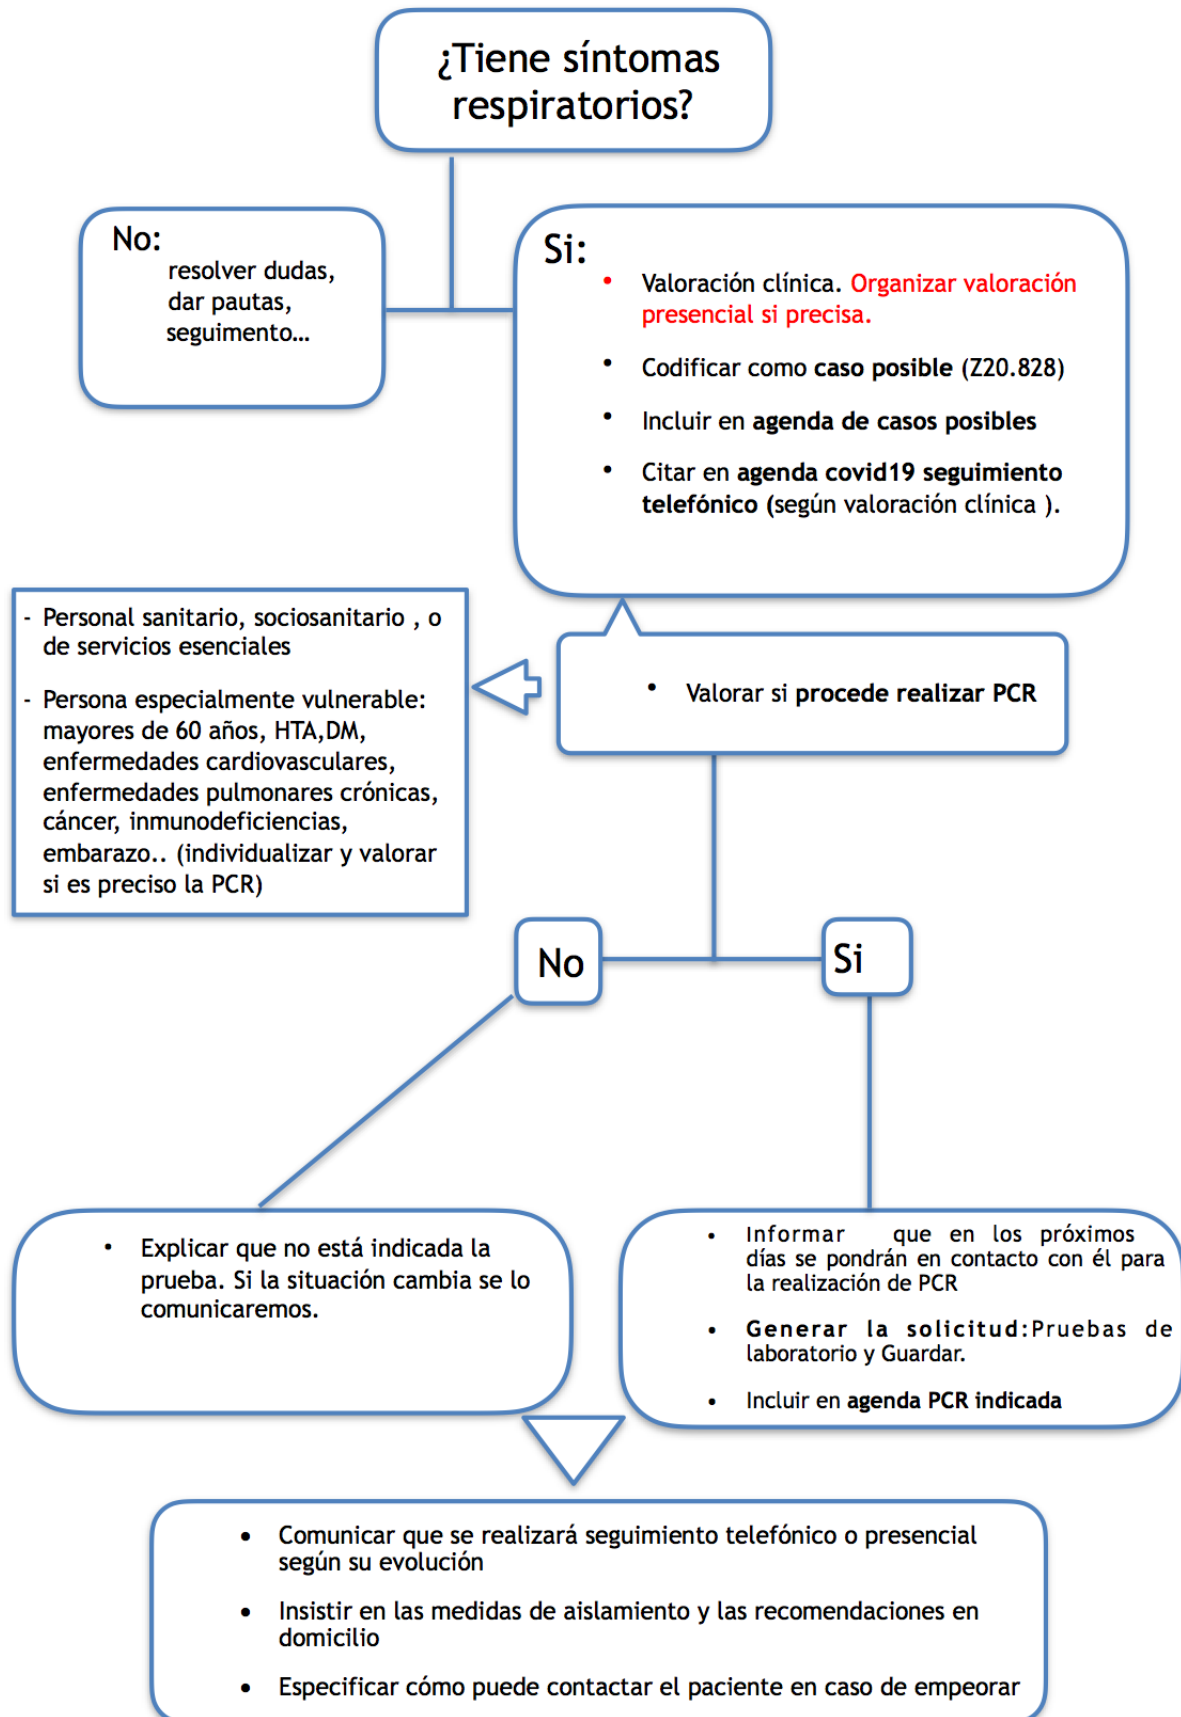 ¿Tiene síntomas
respiratorios?
No:
resolver dudas,
dar pautas,
seguimento...
Si:
• Valoración clínica. Organizar valoración
presencial si precisa.
• Codificar como caso posible (Z20.828)
• Incluir en agenda de casos posibles
• Citar en agenda covid19 seguimiento
telefónico (según valoración clínica ).
- Personal sanitario, sociosanitario , o
de servicios esenciales
- Persona especialmente vulnerable:
mayores de 60 años, HTA,DM,
enfermedades cardiovasculares,
enfermedades pulmonares crónicas,
cáncer, inmunodeficiencias,
embarazo.. (individualizar y valorar
si es preciso la PCR)
• Valorar si procede realizar PCR
No
Si
• Explicar que no está indicada la
prueba. Si la situación cambia se lo
comunicaremos.
• Informar que en los próximos
días se pondrán en contacto con él para
la realización de PCR
• Generar la solicitud:Pruebas de
laboratorio y Guardar.
• Incluir en agenda PCR indicada
• Comunicar que se realizará seguimiento telefónico o presencial
según su evolución
• Insistir en las medidas de aislamiento y las recomendaciones en
domicilio
• Especificar cómo puede contactar el paciente en caso de empeorar